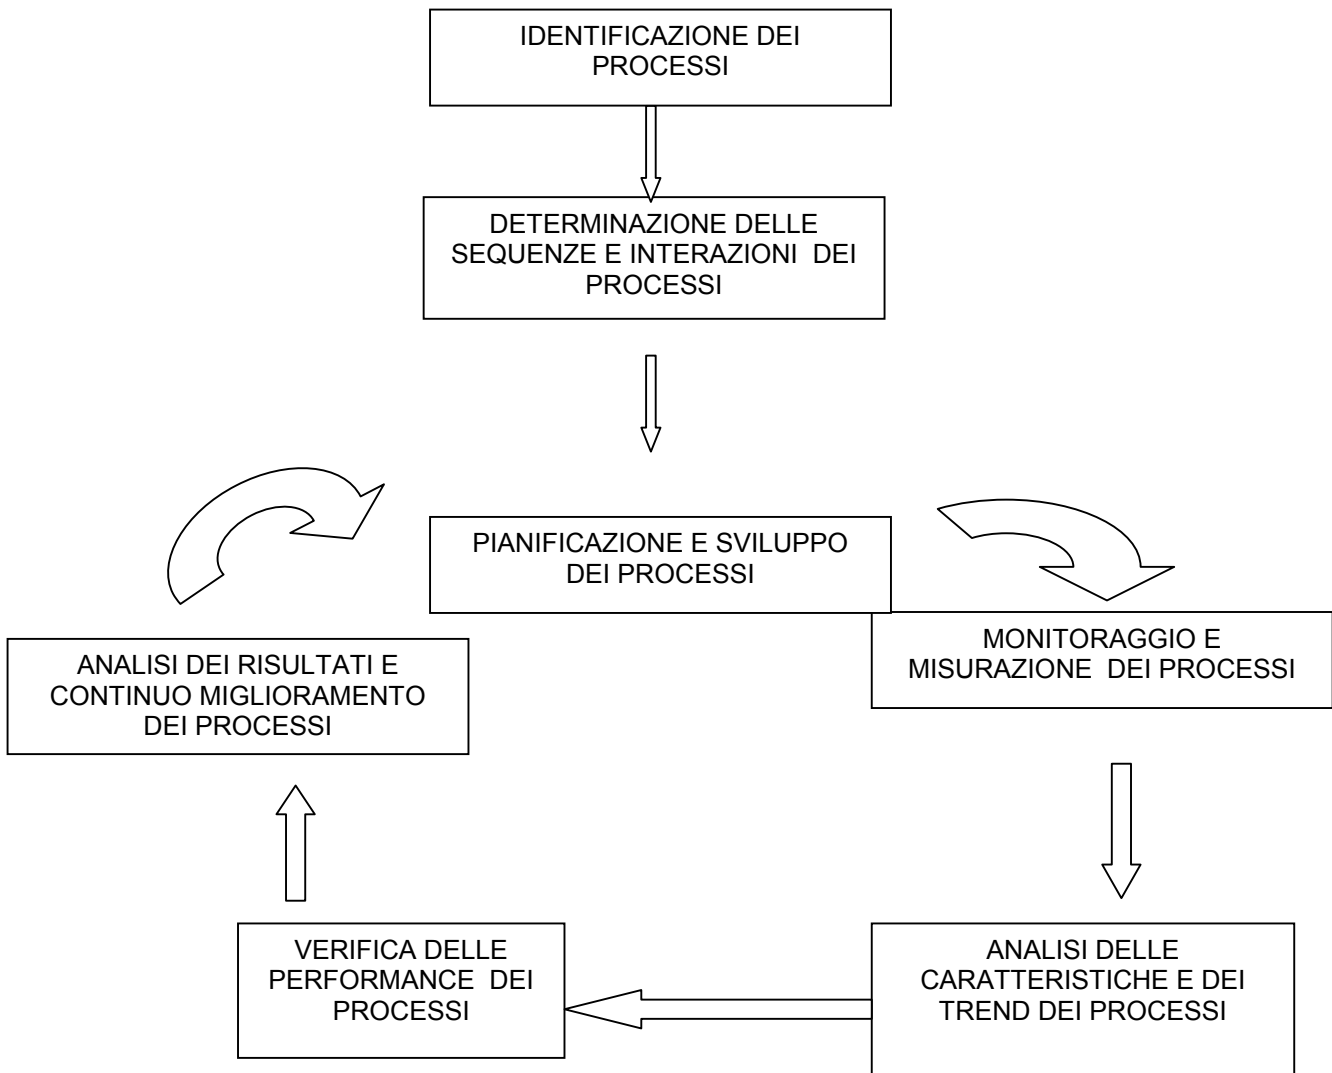 IDENTIFICAZIONE DEI
PROCESSI
DETERMINAZIONE DELLE
SEQUENZE E INTERAZIONI DEI
PROCESSI
PIANIFICAZIONE E SVILUPPO
DEI PROCESSI
MONITORAGGIO E
MISURAZIONE DEI PROCESSI
ANALISI DELLE
CARATTERISTICHE E DEI
TREND DEI PROCESSI
VERIFICA DELLE
PERFORMANCE DEI
PROCESSI
ANALISI DEI RISULTATI E
CONTINUO MIGLIORAMENTO
DEI PROCESSI